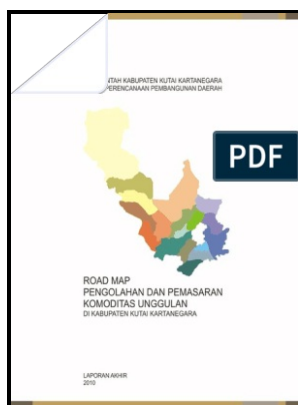 NTAH KABUPATEN KUTAI KARTANEGARA
PERENCANAAN PEMBANGUNAN DAERAH
PDF
ROAD MAP
PENGOLAHAN DAN PEMASARAN
KOMODITAS UNGGULAN
DI KABUPATEN KUTAI KARTANEGARA
LAPORAN AKHIR
2010